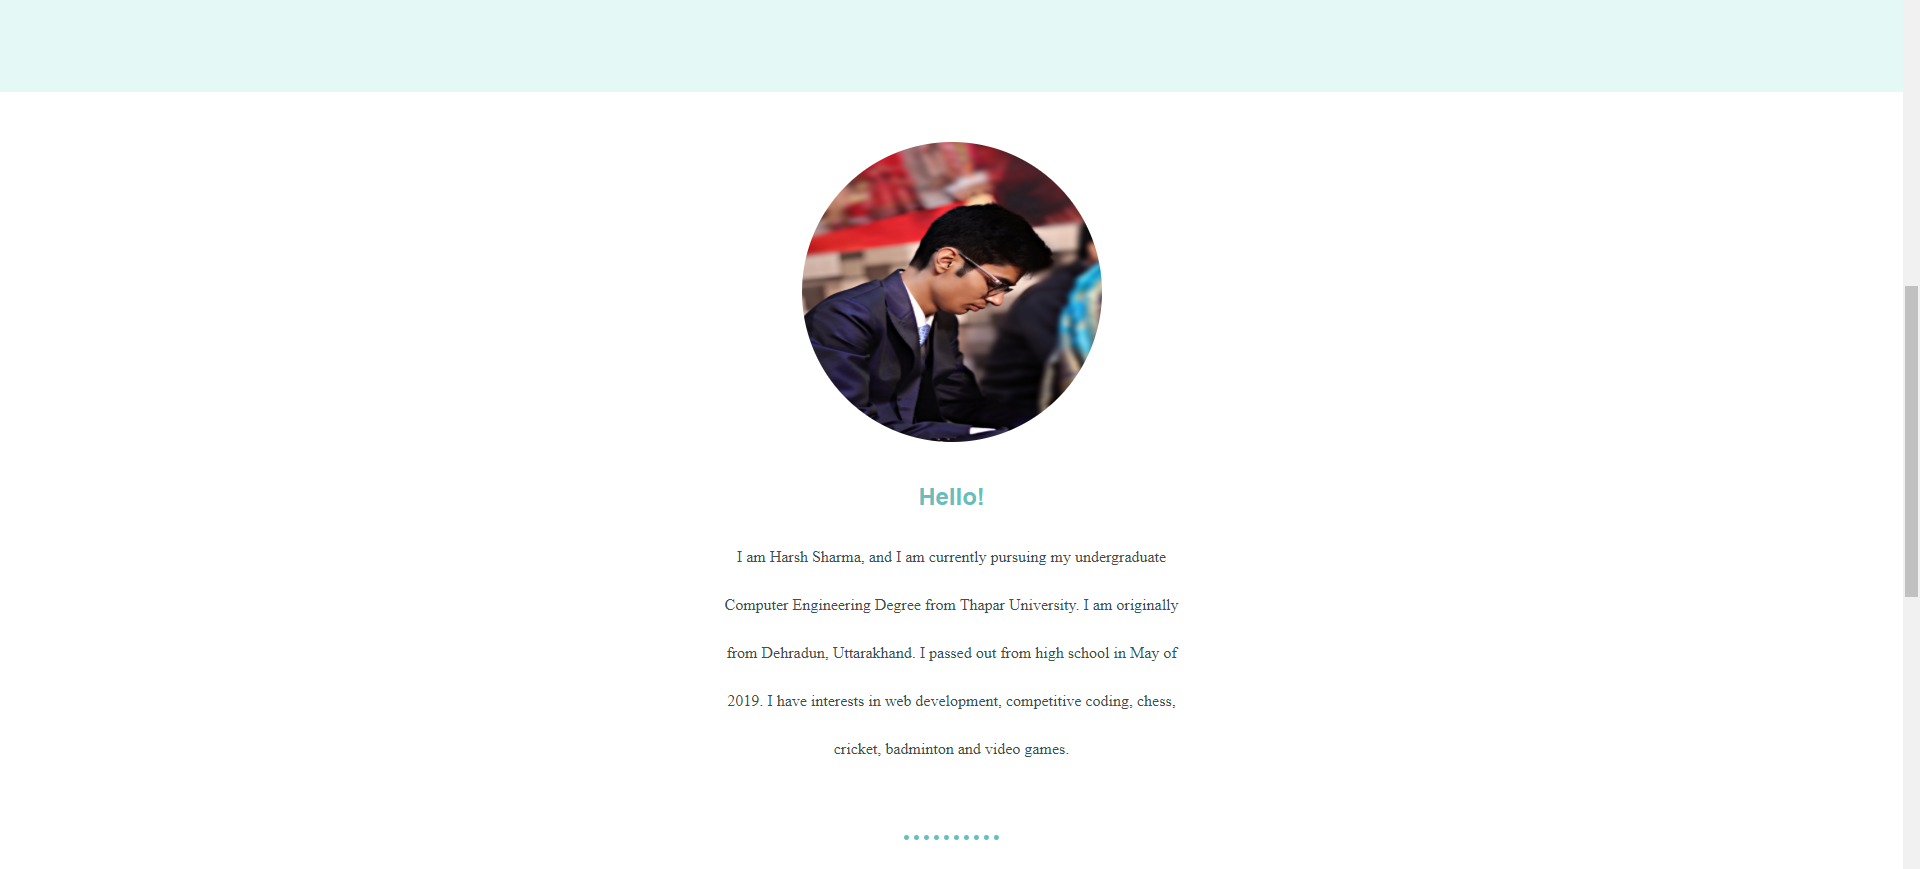 Hello!
I am Harsh Sharma, and I am currently pursuing my undergraduate
Computer Engineering Degree from Thapar University. I am originally
from Dehradun, Uttarakhand. I passed out from high school in May of
2019. I have interests in web development, competitive coding, chess,
cricket, badminton and video games.